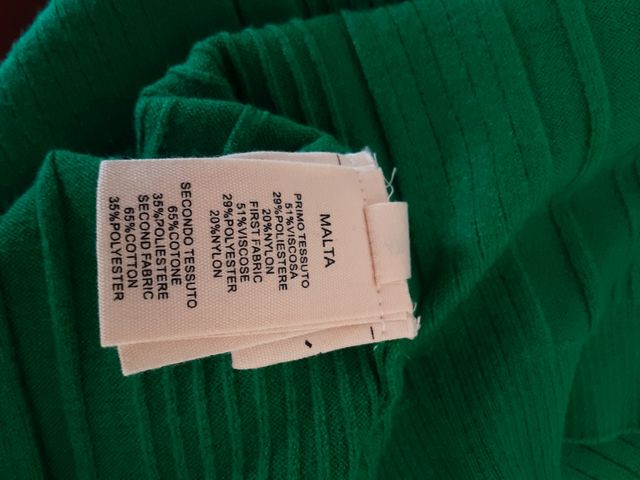 MALTA
PRIMO TESSUTO
51%VISCOSA
29%POLIESTERE
20%NYLON
FIRST FABRIC
51%VISCOSE
29%POLYESTER
20%NYLON
SECONDO TESSUTO
65%COTONE
35%POLIESTERE
SECOND FABRIC
65%COTTON
35%POLYESTER